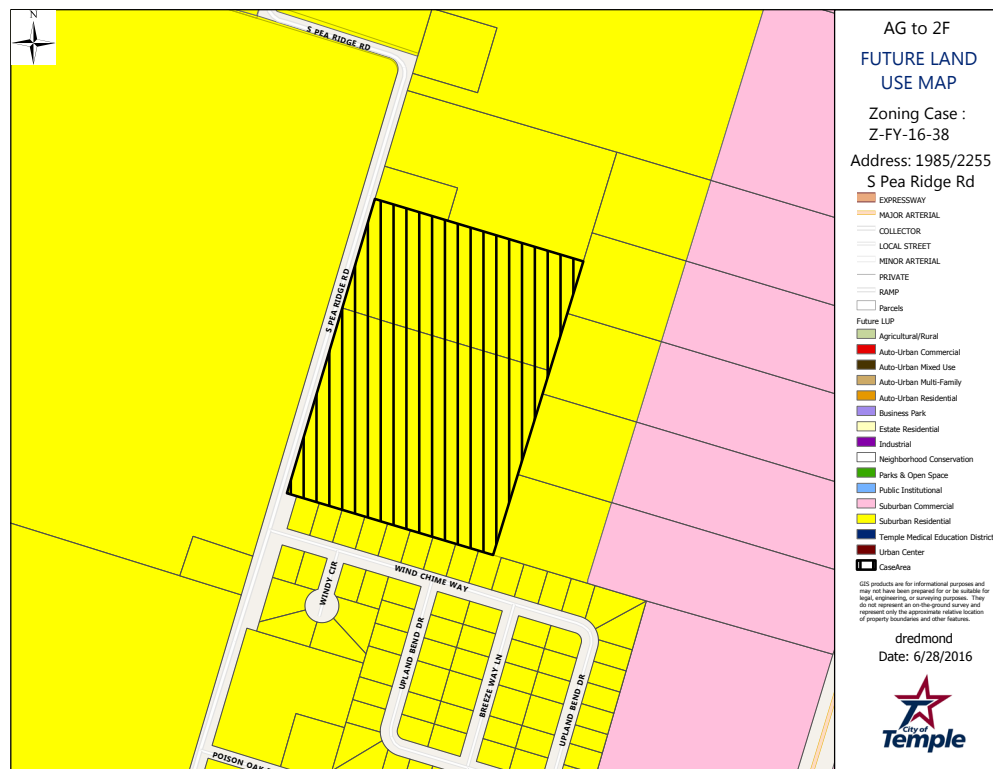 N
S PEA RIDGE RD
S PEA RIDGE RD
WIND CHIME WAY
WINDY CIR
UPLAND BEND DR
BREEZE WAY LN
UPLAND BEND DR
POISON OAK
AG to 2F
FUTURE LAND
USE MAP
Zoning Case :
Z-FY-16-38
Address: 1985/2255
S Pea Ridge Rd
EXPRESSWAY
MAJOR ARTERIAL
COLLECTOR
LOCAL STREET
MINOR ARTERIAL
PRIVATE
RAMP
Parcels
Future LUP
Agricultural/Rural
Auto-Urban Commercial
Auto-Urban Mixed Use
Auto-Urban Multi-Family
Auto-Urban Residential
Business Park
Estate Residential
Industrial
Neighborhood Conservation
Parks & Open Space
Public Institutional
Suburban Commercial
Suburban Residential
Temple Medical Education District
Urban Center
CaseArea
GIS products are for informational purposes and
may not have been prepared for or be suitable for
legal, engineering, or surveying purposes. They
do not represent an on-the-ground survey and
represent only the approximate relative location
of property boundaries and other features.
dredmond
Date: 6/28/2016
City of
Temple